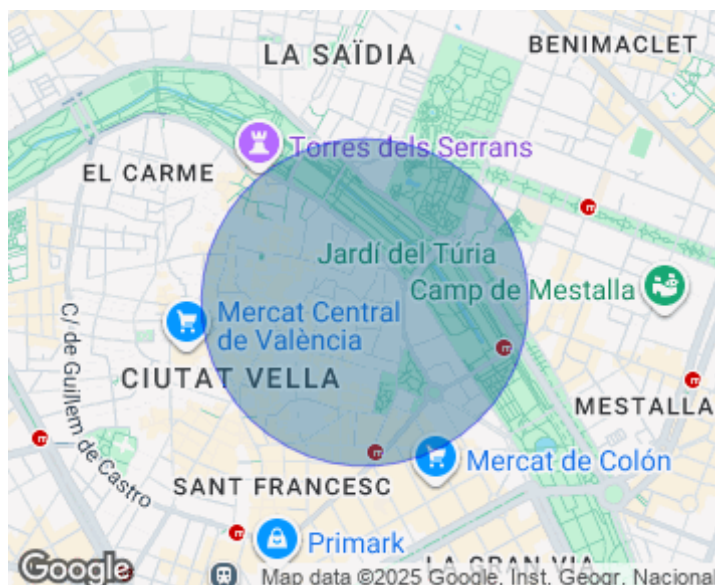 LA SAÏDIA
BENIMACLET
Torres dels Serrans
EL CARME
Jardí del Túria
Camp de Mestalla
Mercat Central
de València
C/ de Guillem de Castro
CIUTAT VELLA
MESTALLA
Mercat de Colón
SANT FRANCESC
Primark
LA GRAN VIA
Google
Map data ©2025 Google, Inst. Geogr. Nacional